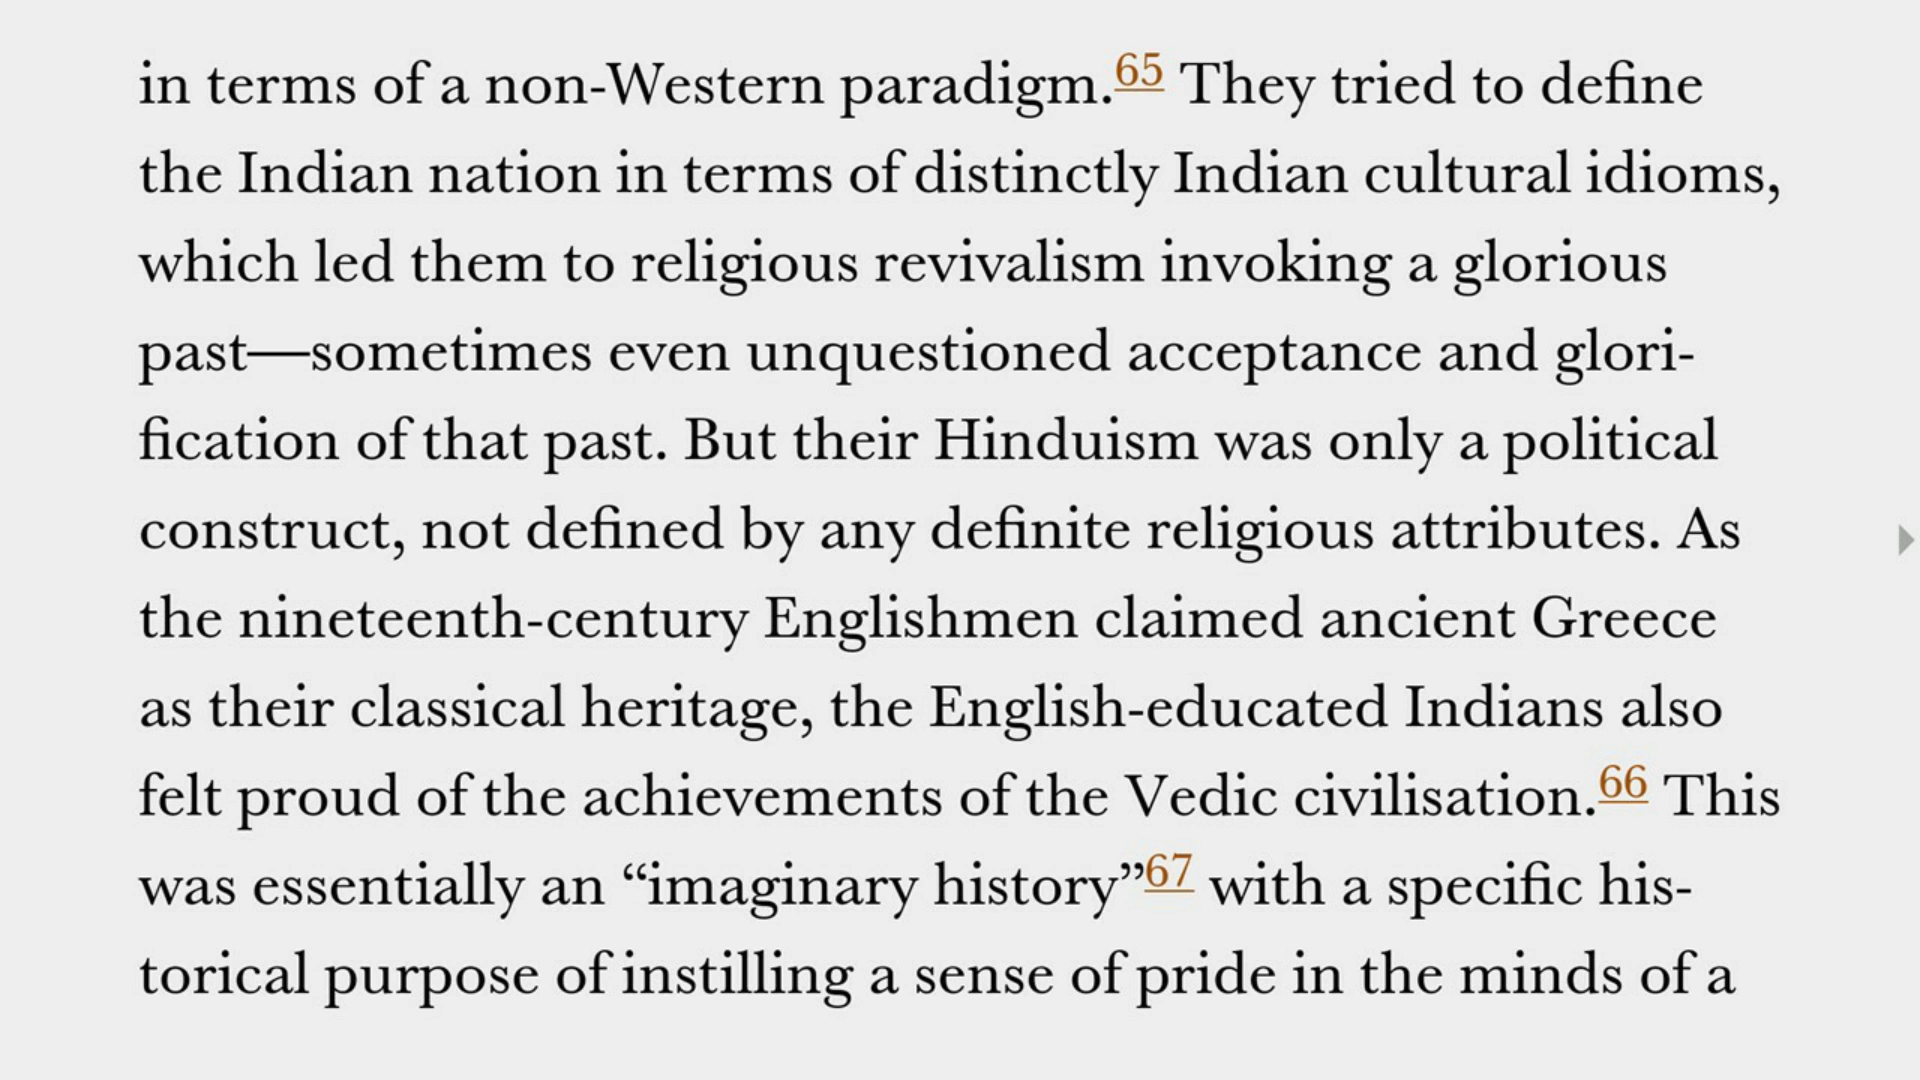 in terms of a non-Western paradigm.65 They tried to define
the Indian nation in terms of distinctly Indian cultural idioms,
which led them to religious revivalism invoking a glorious
past—sometimes even unquestioned acceptance and glori-
fication of that past. But their Hinduism was only a political
construct, not defined by any definite religious attributes. As
the nineteenth-century Englishmen claimed ancient Greece
as their classical heritage, the English-educated Indians also
felt proud of the achievements of the Vedic civilisation.66 This
was essentially an “imaginary history”67 with a specific his-
torical purpose of instilling a sense of pride in the minds of a